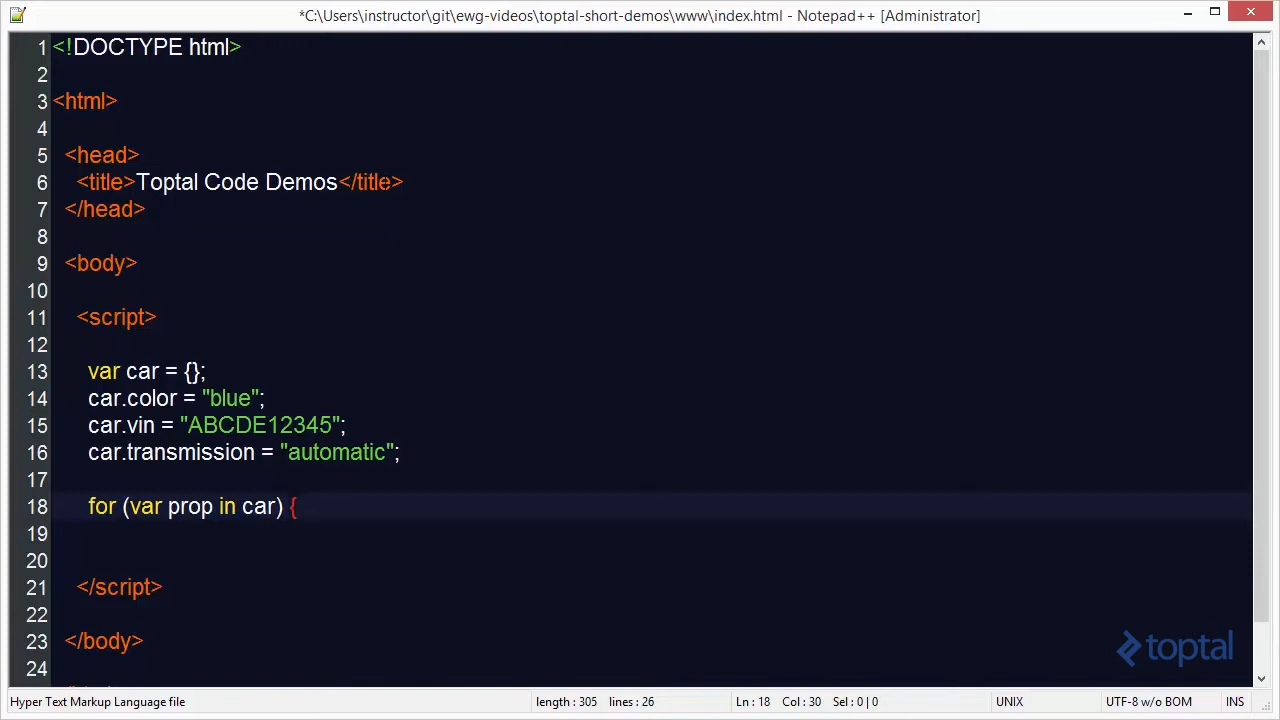 *C:\Users\instructor\git\ewg-videos\toptal-short-demos\www\index.html - Notepad++ [Administrator]
1 <!DOCTYPE html>
2
3 <html>
4
5 <head>
6 <title>Toptal Code Demos</title>
7 </head>
8
9 <body>
10
11 <script>
12
13 var car = {};
14 car.color = "blue";
15 car.vin = "ABCDE12345";
16 car.transmission = "automatic";
17
18 for (var prop in car) {
19
20
21 </script>
22
23 </body>
24
toptal
Hyper Text Markup Language file length : 305 lines : 26 Ln : 18 Col : 30 Sel : 0 | 0 UNIX UTF-8 w/o BOM INS